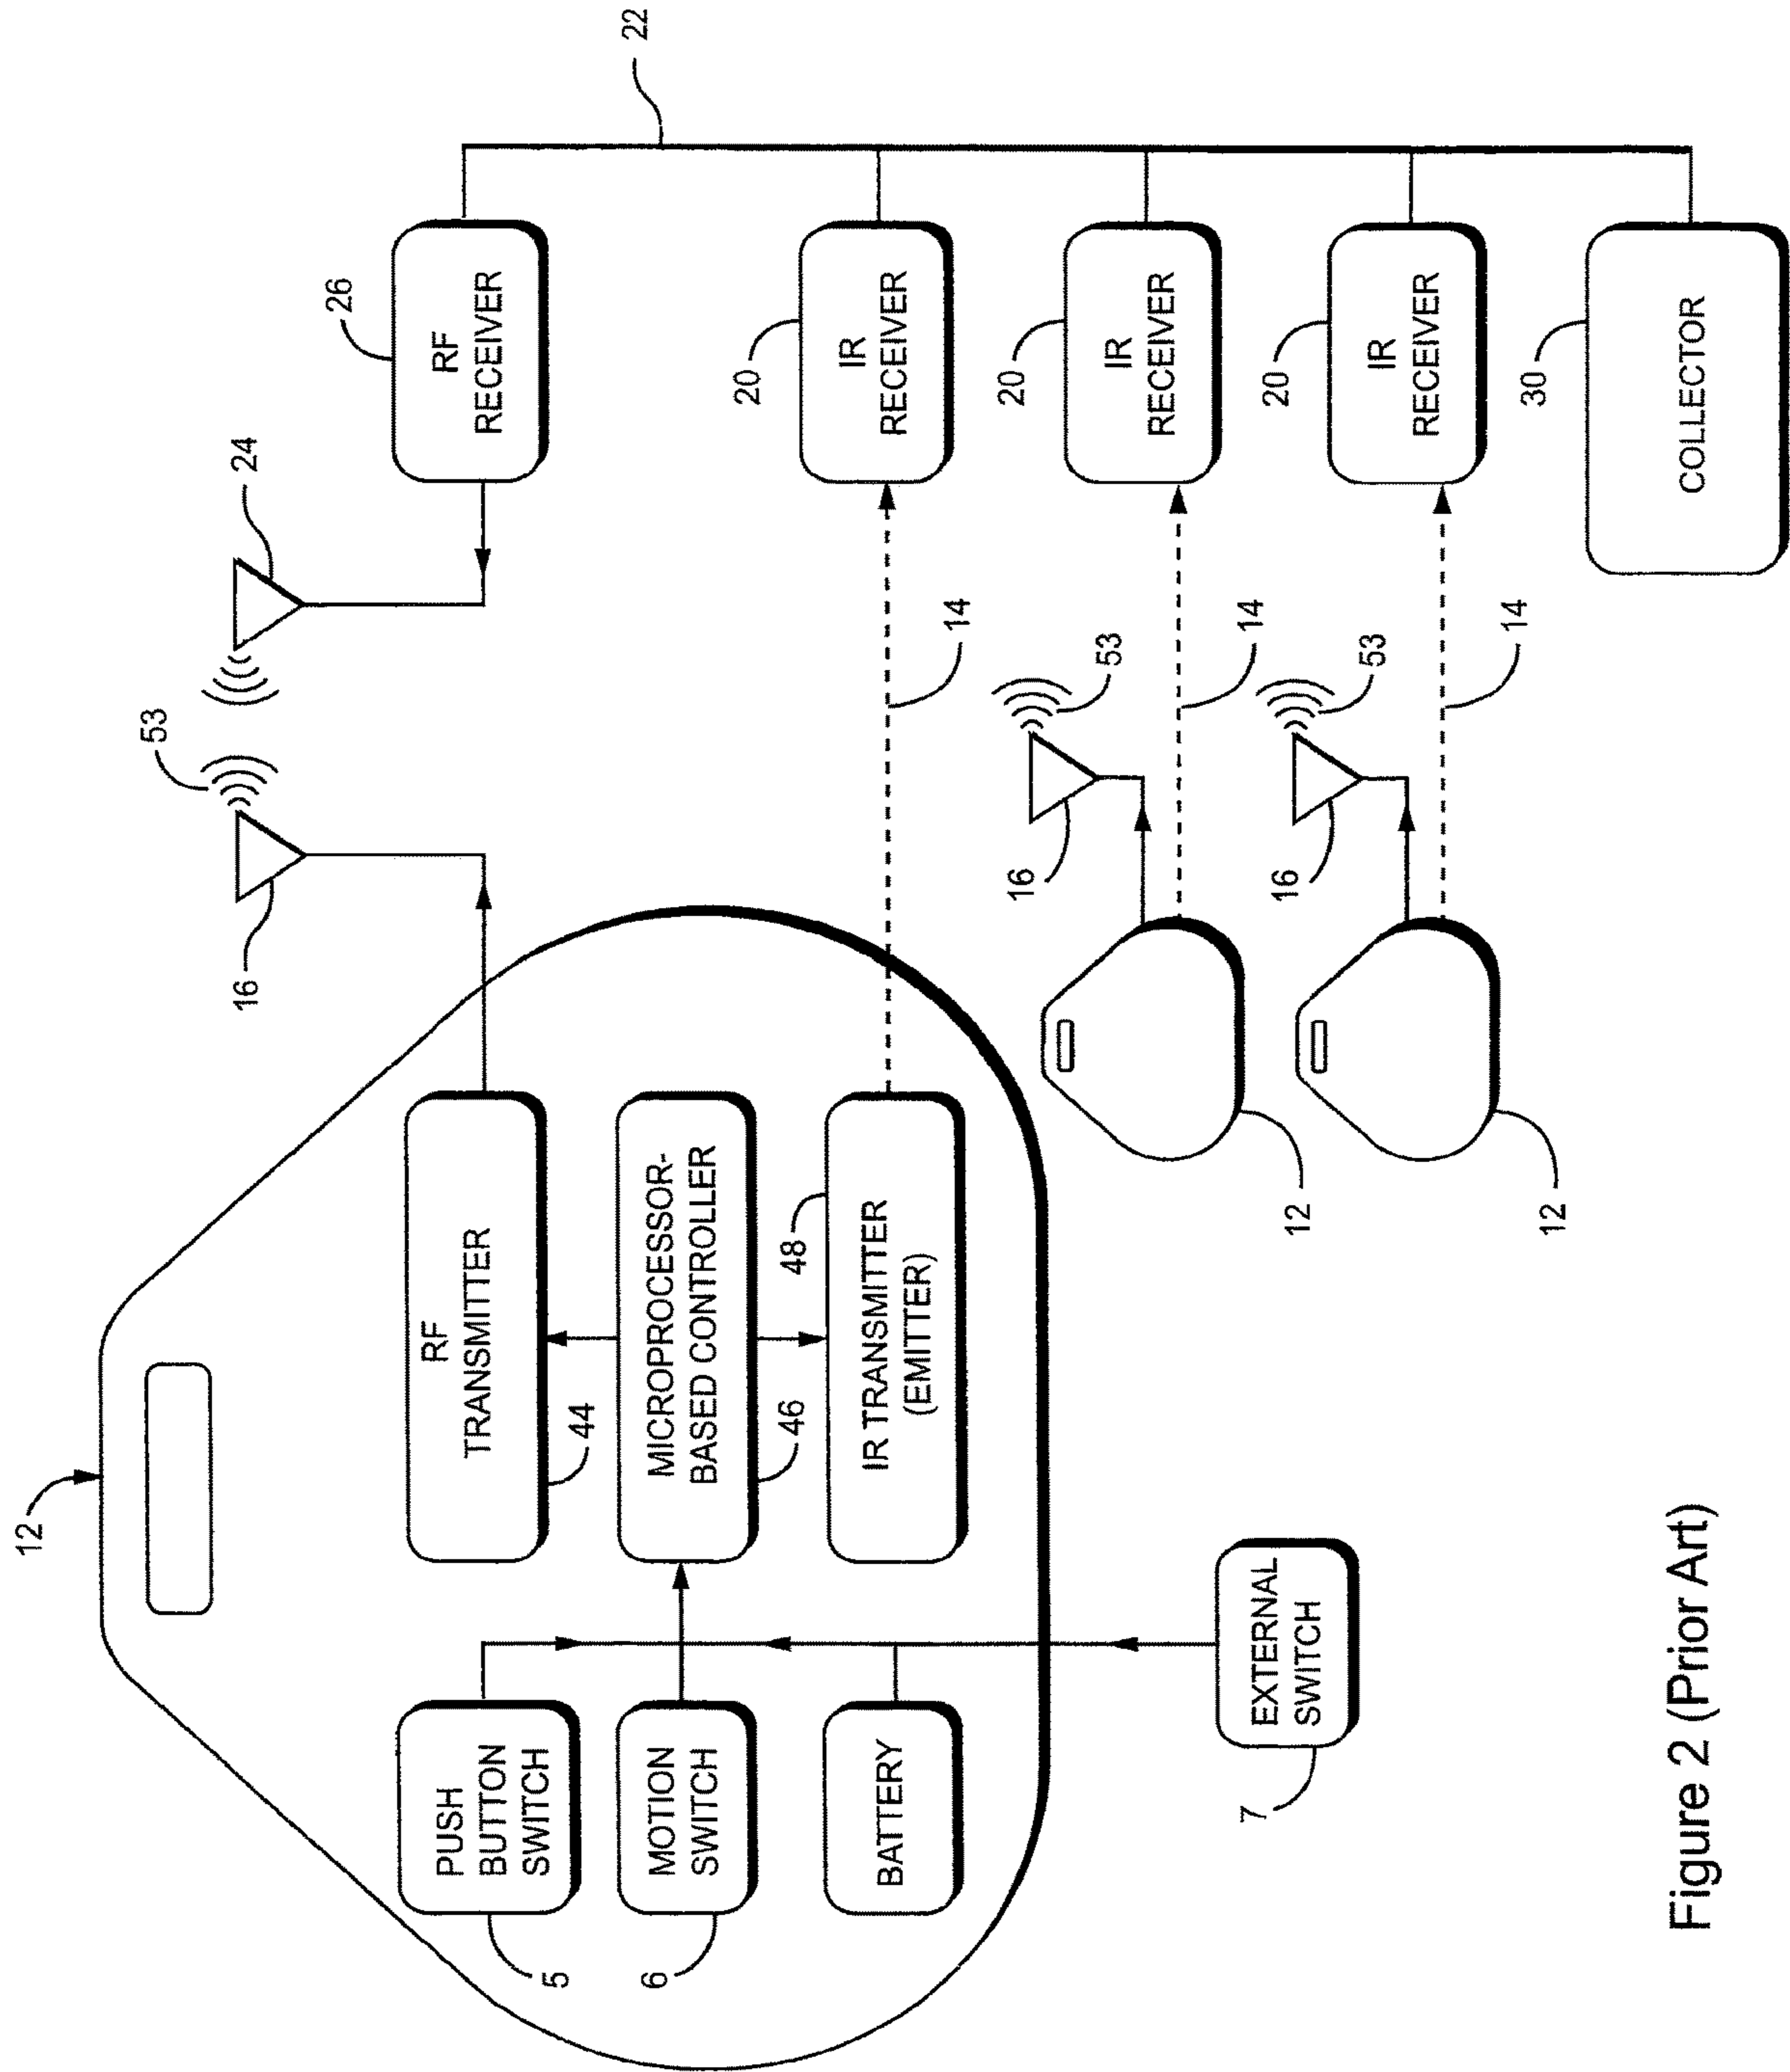 12
16
53
24
26
RF
RECEIVER
22
RF
TRANSMITTER
44
PUSH
BUTTON
SWITCH
5
MICROPROCESSOR-
BASED CONTROLLER
46
MOTION
SWITCH
6
48
IR TRANSMITTER
(EMITTER)
BATTERY
14
20
IR
RECEIVER
16
53
14
12
20
IR
RECEIVER
16
53
14
12
20
IR
RECEIVER
EXTERNAL
SWITCH
7
30
COLLECTOR
Figure 2 (Prior Art)